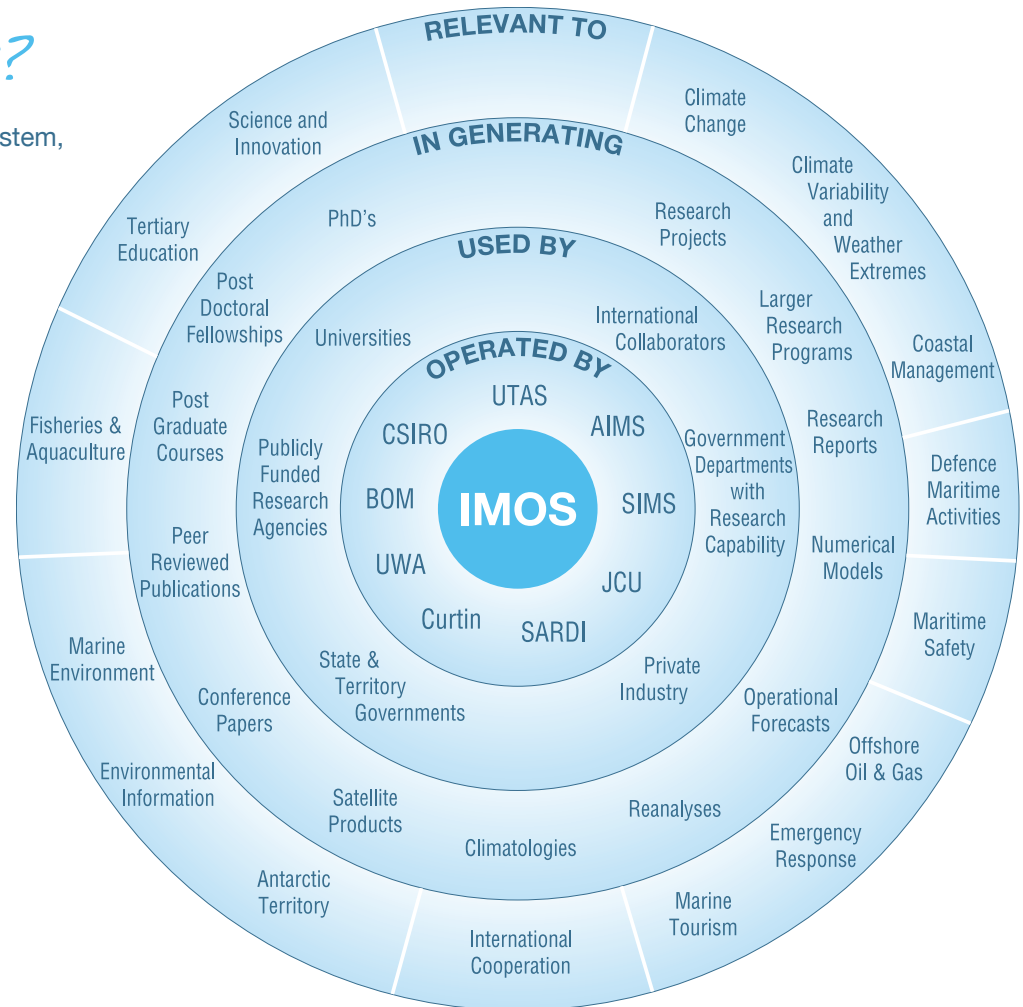 ?
stem,
RELEVANT TO
Climate
Change
Climate
Variability
and
Weather
Extremes
Coastal
Management
Defence
Maritime
Activities
Maritime
Safety
Offshore
Oil & Gas
Emergency
Response
Marine
Tourism
International
Cooperation
Antarctic
Territory
Environmental
Information
Marine
Environment
Fisheries &
Aquaculture
Tertiary
Education
Science and
Innovation
IN GENERATING
Research
Projects
Larger
Research
Programs
Research
Reports
Numerical
Models
Operational
Forecasts
Reanalyses
Climatologies
Satellite
Products
Conference
Papers
Peer
Reviewed
Publications
Post
Graduate
Courses
Post
Doctoral
Fellowships
PhD's
USED BY
International
Collaborators
Government
Departments
with
Research
Capability
Private
Industry
State &
Territory
Governments
Publicly
Funded
Research
Agencies
Universities
OPERATED BY
UTAS
AIMS
SIMS
JCU
SARDI
Curtin
UWA
BOM
CSIRO
IMOS